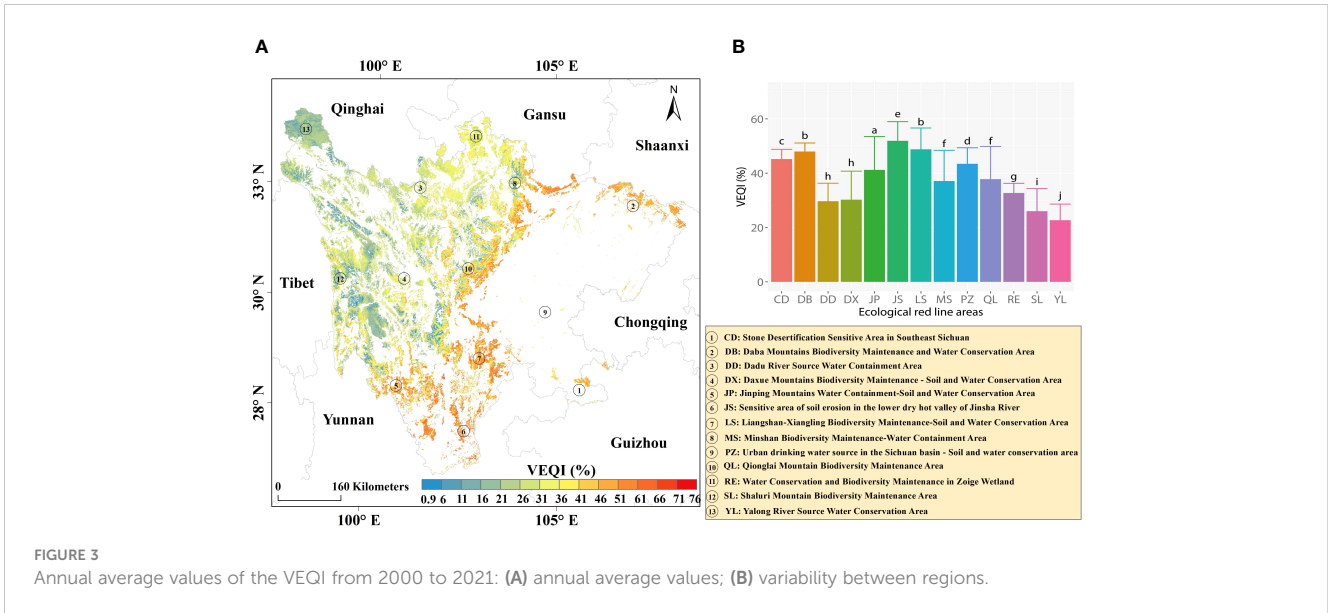 A
B
100° E 105° E
N
Qinghai
Gansu
Shaanxi
Tibet
Chongqing
Yunnan
Guizhou
33° N
30° N
28° N
13
11
3
8
2
12
4
10
9
7
5
1
6
VEQI (%)
0 160 Kilometers
0.9 6 11 16 21 26 31 36 41 46 51 61 66 71 76
100° E 105° E
VEQI (%)
60
40
20
0
c b h h a e b f d f g i j
CD DB DD DX JP JS LS MS PZ QL RE SL YL
Ecological red line areas
1 CD: Stone Desertification Sensitive Area in Southeast Sichuan
2 DB: Daba Mountains Biodiversity Maintenance and Water Conservation Area
3 DD: Dadu River Source Water Containment Area
4 DX: Daxue Mountains Biodiversity Maintenance - Soil and Water Conservation Area
5 JP: Jinping Mountains Water Containment-Soil and Water Conservation Area
6 JS: Sensitive area of soil erosion in the lower dry hot valley of Jinsha River
7 LS: Liangshan-Xiangling Biodiversity Maintenance-Soil and Water Conservation Area
8 MS: Minshan Biodiversity Maintenance-Water Containment Area
9 PZ: Urban drinking water source in the Sichuan basin - Soil and water conservation area
10 QL: Qionglai Mountain Biodiversity Maintenance Area
11 RE: Water Conservation and Biodiversity Maintenance in Zoige Wetland
12 SL: Shaluri Mountain Biodiversity Maintenance Area
13 YL: Yalong River Source Water Conservation Area
FIGURE 3
Annual average values of the VEQI from 2000 to 2021: (A) annual average values; (B) variability between regions.